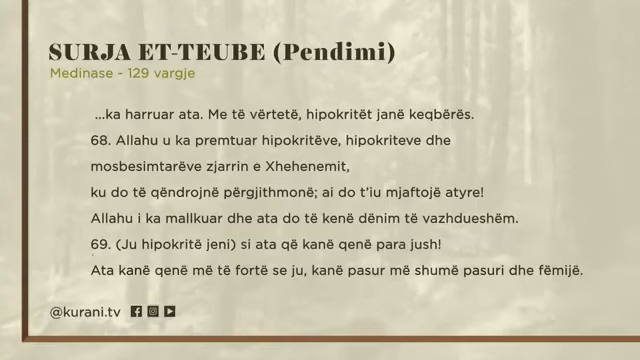 SURJA ET-TEUBE (Pendimi)
Medinase - 129 vargje
...ka harruar ata. Me të vërtetë, hipokritët janë keqbërës.
68. Allahu u ka premtuar hipokritëve, hipokriteve dhe
mosbesimtarëve zjarrin e Xhehenemit,
ku do të qëndrojnë përgjithmonë; ai do t'iu mjaftojë atyre!
Allahu i ka mallkuar dhe ata do të kenë dënim të vazhdueshëm.
69. (Ju hipokritë jeni) si ata që kanë qenë para jush!
Ata kanë qenë më të fortë se ju, kanë pasur më shumë pasuri dhe fëmijë.
@kurani.tv